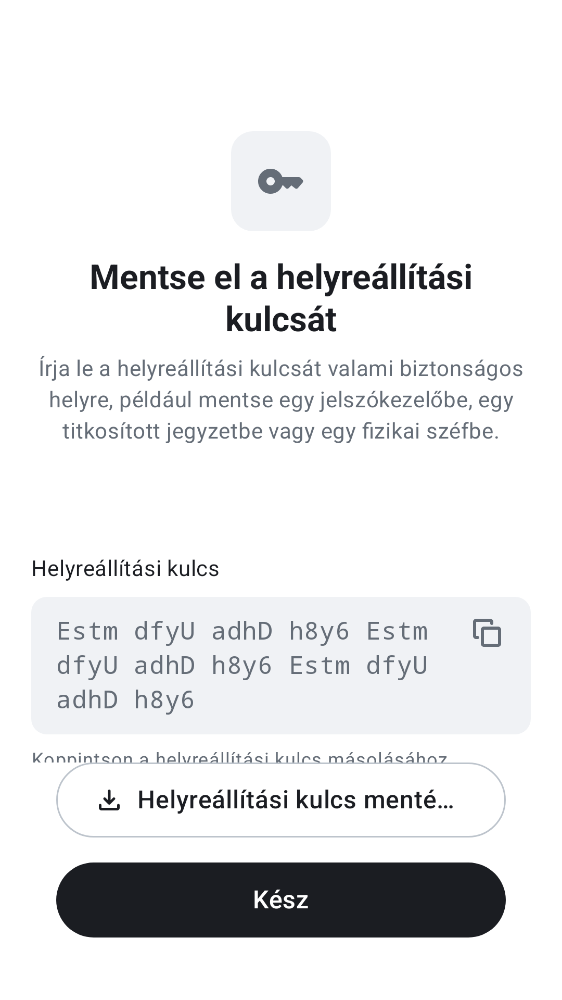 Mentse el a helyreállítási
kulcsát
Írja le a helyreállítási kulcsát valami biztonságos
helyre, például mentse egy jelszókezelőbe, egy
titkosított jegyzetbe vagy egy fizikai széfbe.
Helyreállítási kulcs
Estm dfyU adhD h8y6 Estm
dfyU adhD h8y6 Estm dfyU
adhD h8y6
Koppintson a helyreállítási kulcs másolásához
Helyreállítási kulcs menté…
Kész